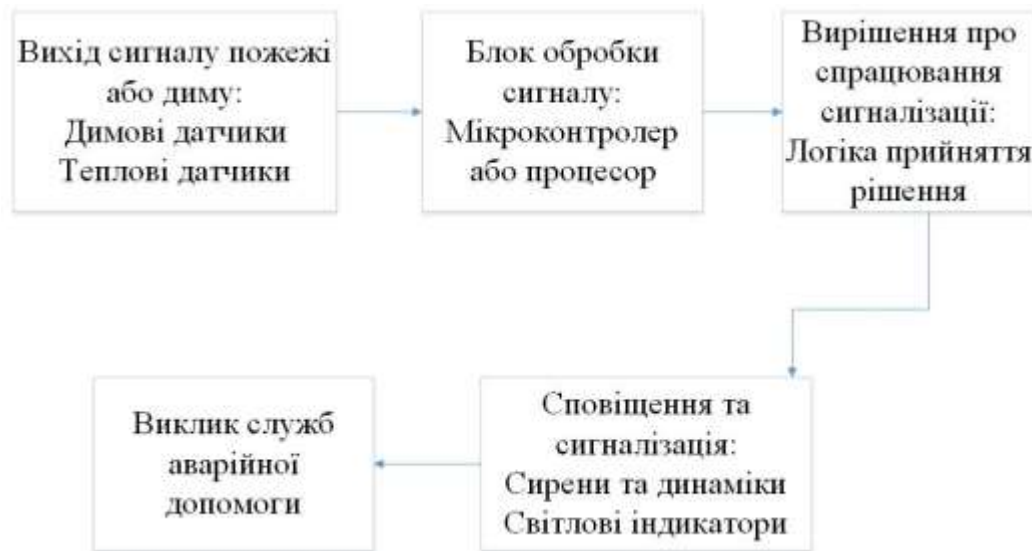 Вихід сигналу пожежі
або диму:
Димові датчики
Теплові датчики
Блок обробки
сигналу:
Мікроконтролер
або процесор
Вирішення про
спрацювання
сигналізації:
Логіка прийняття
рішення
Сповіщення та
сигналізація:
Сирени та динаміки
Світлові індикатори
Виклик служб
аварійної
допомоги